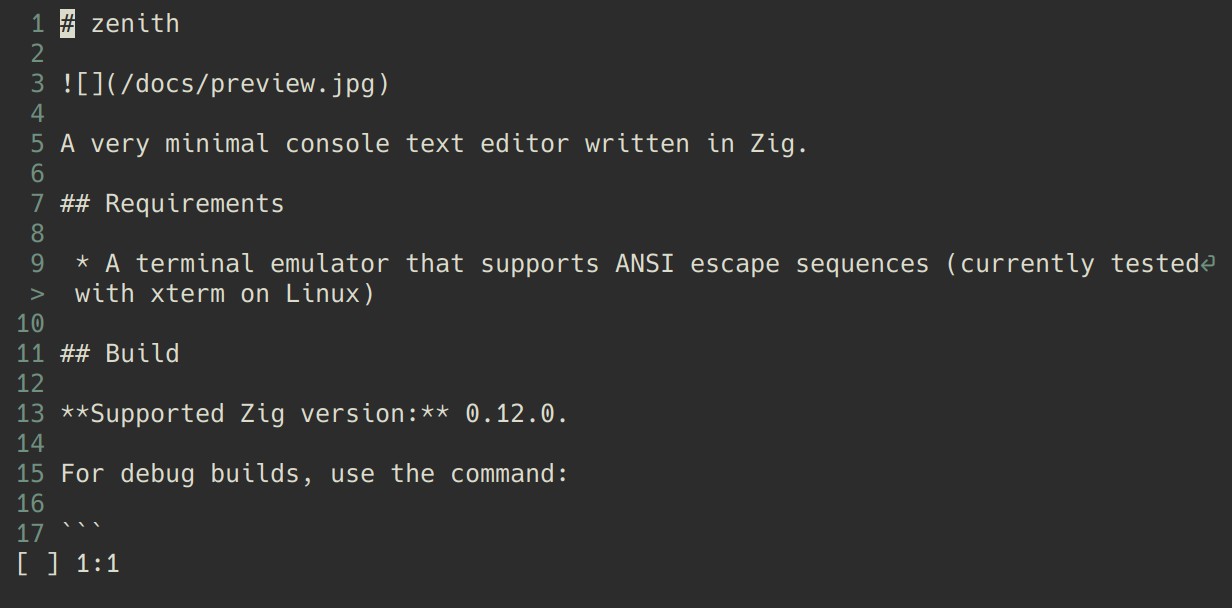 1 # zenith
2
3 ![](/docs/preview.jpg)
4
5 A very minimal console text editor written in Zig.
6
7 ## Requirements
8
9  * A terminal emulator that supports ANSI escape sequences (currently tested⏎
>  with xterm on Linux)
10
11 ## Build
12
13 **Supported Zig version:** 0.12.0.
14
15 For debug builds, use the command:
16
17 ```
[ ] 1:1